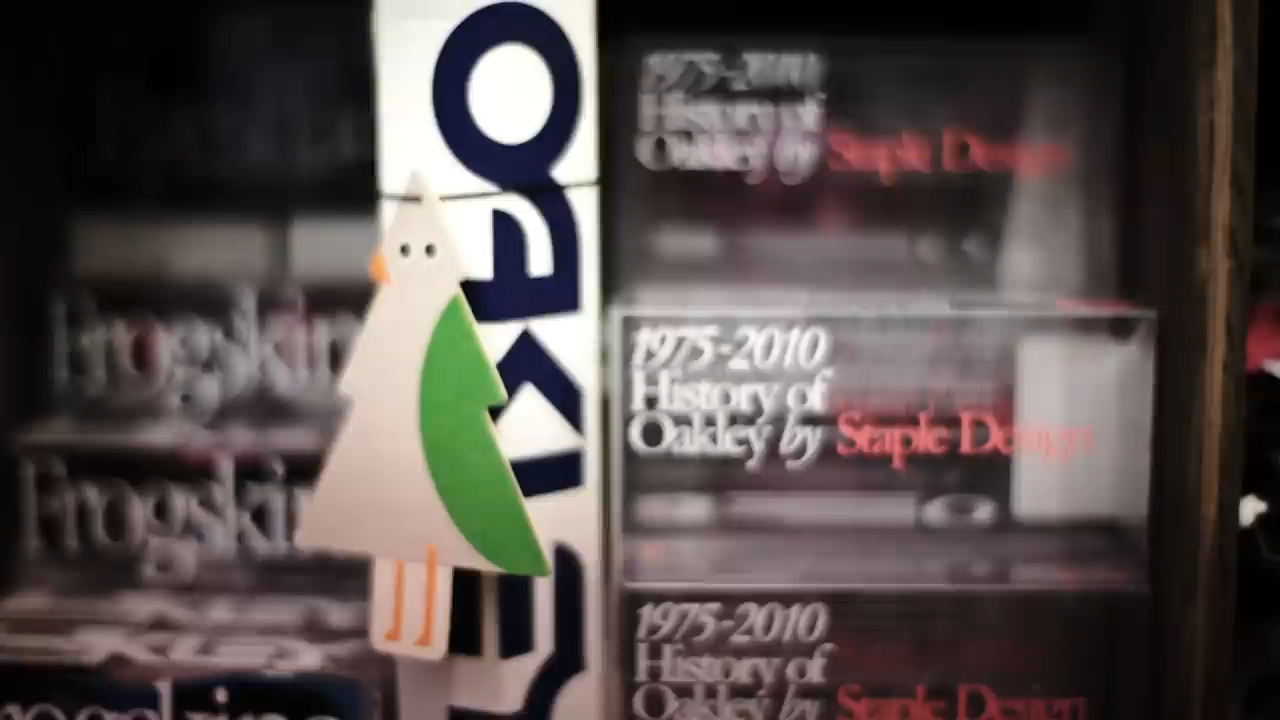 OAKLEY
1975-2010
History of
Oakley by Staple Design
Frogskin
1975-2010
History of
Oakley by Staple Design
Frogskin
1975-2010
History of
Oakley by Staple Design